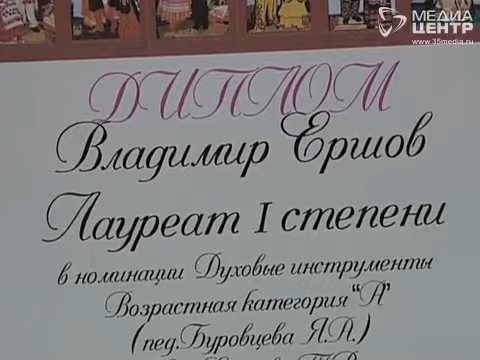 МЕДИА
ЦЕНТР
www.35media.ru
ДИПЛОМ
Владимир Ершов
Лауреат I степени
в номинации Духовые инструменты
Возрастная категория "А"
(пед.Буровцева Я.А.)